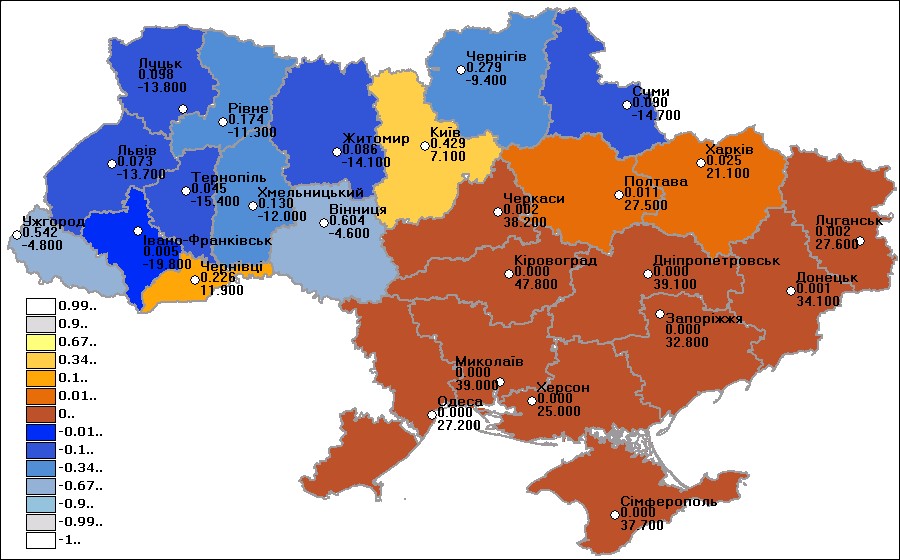 Луцьк
0.098
-13.800
Рівне
0.174
-11.300
Житомир
0.086
-14.100
Київ
0.429
7.100
Чернігів
0.279
-9.400
Суми
0.090
-14.700
Львів
0.073
-13.700
Тернопіль
0.045
-15.400
Хмельницький
0.130
-12.000
Вінниця
0.604
-4.600
Черкаси
0.002
38.200
Полтава
0.011
27.500
Харків
0.025
21.100
Луганськ
0.002
27.600
Ужгород
0.542
-4.800
Івано-Франківськ
0.005
-19.800
Чернівці
0.226
11.900
Кіровоград
0.000
47.800
Дніпропетровськ
0.000
39.100
Донецьк
0.001
34.100
Запоріжжя
0.000
32.800
Миколаїв
0.000
39.000
Херсон
0.000
25.000
Одеса
0.000
27.200
Сімферополь
0.000
37.700
0.99..
0.9..
0.67..
0.34..
0.1..
0.01..
0..
-0.01..
-0.1..
-0.34..
-0.67..
-0.9..
-0.99..
-1..